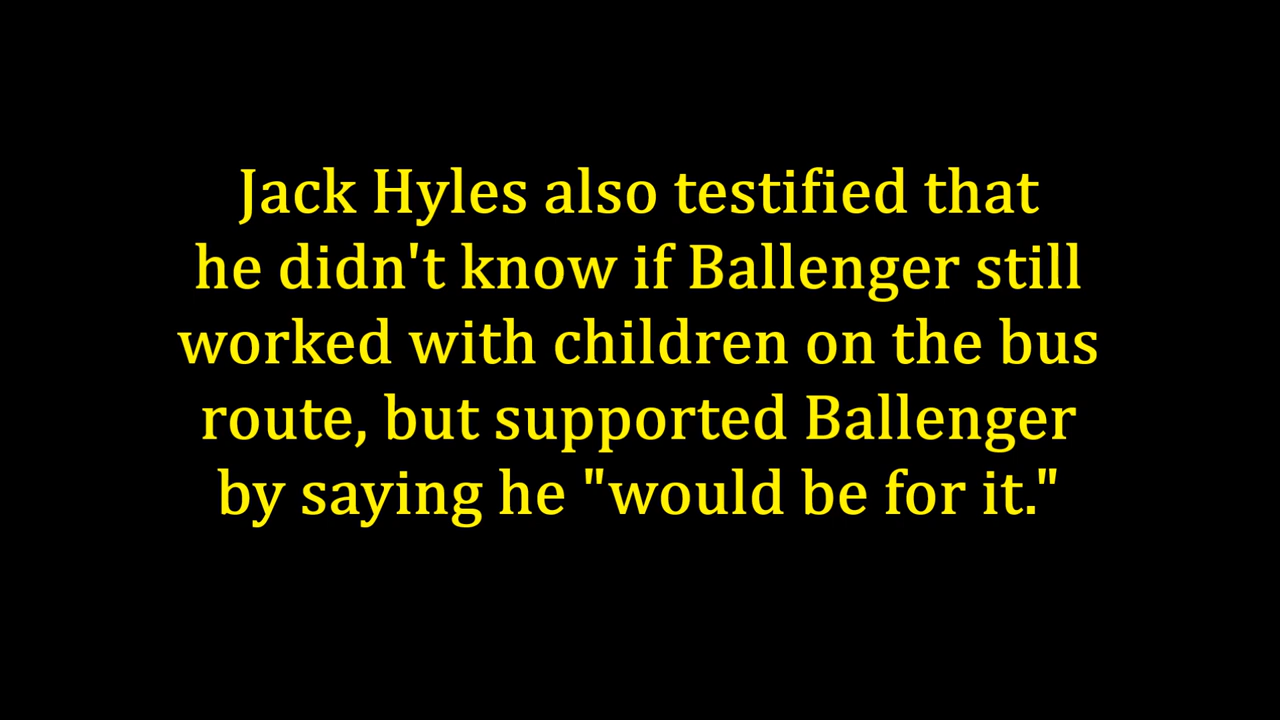 Jack Hyles also testified that
he didn't know if Ballenger still
worked with children on the bus
route, but supported Ballenger
by saying he "would be for it."